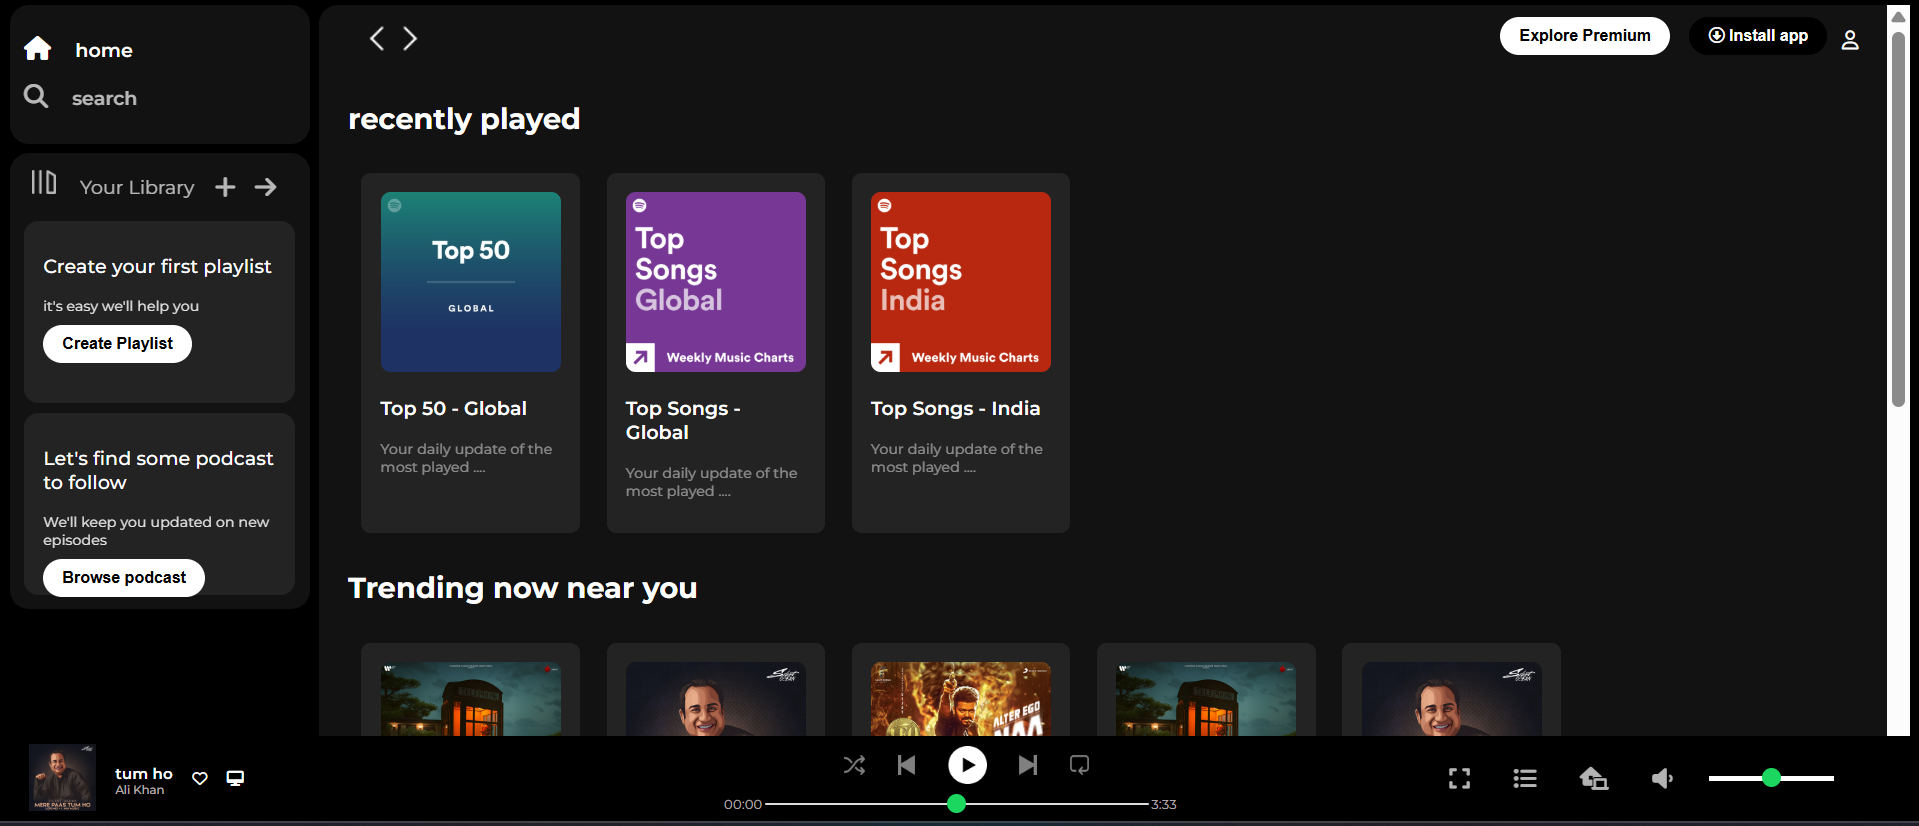 home
search
Your Library
Create your first playlist
it's easy we'll help you
Create Playlist
Let's find some podcast
to follow
We'll keep you updated on new
episodes
Browse podcast
Explore Premium
Install app
recently played
Top 50
GLOBAL
Top 50 - Global
Your daily update of the
most played ....
Top
Songs
Global
Weekly Music Charts
Top Songs -
Global
Your daily update of the
most played ....
Top
Songs
India
Weekly Music Charts
Top Songs - India
Your daily update of the
most played ....
Trending now near you
ALTER EGO
NAA
MERE PAAS TUM HO
tum ho
Ali Khan
00:00
3:33